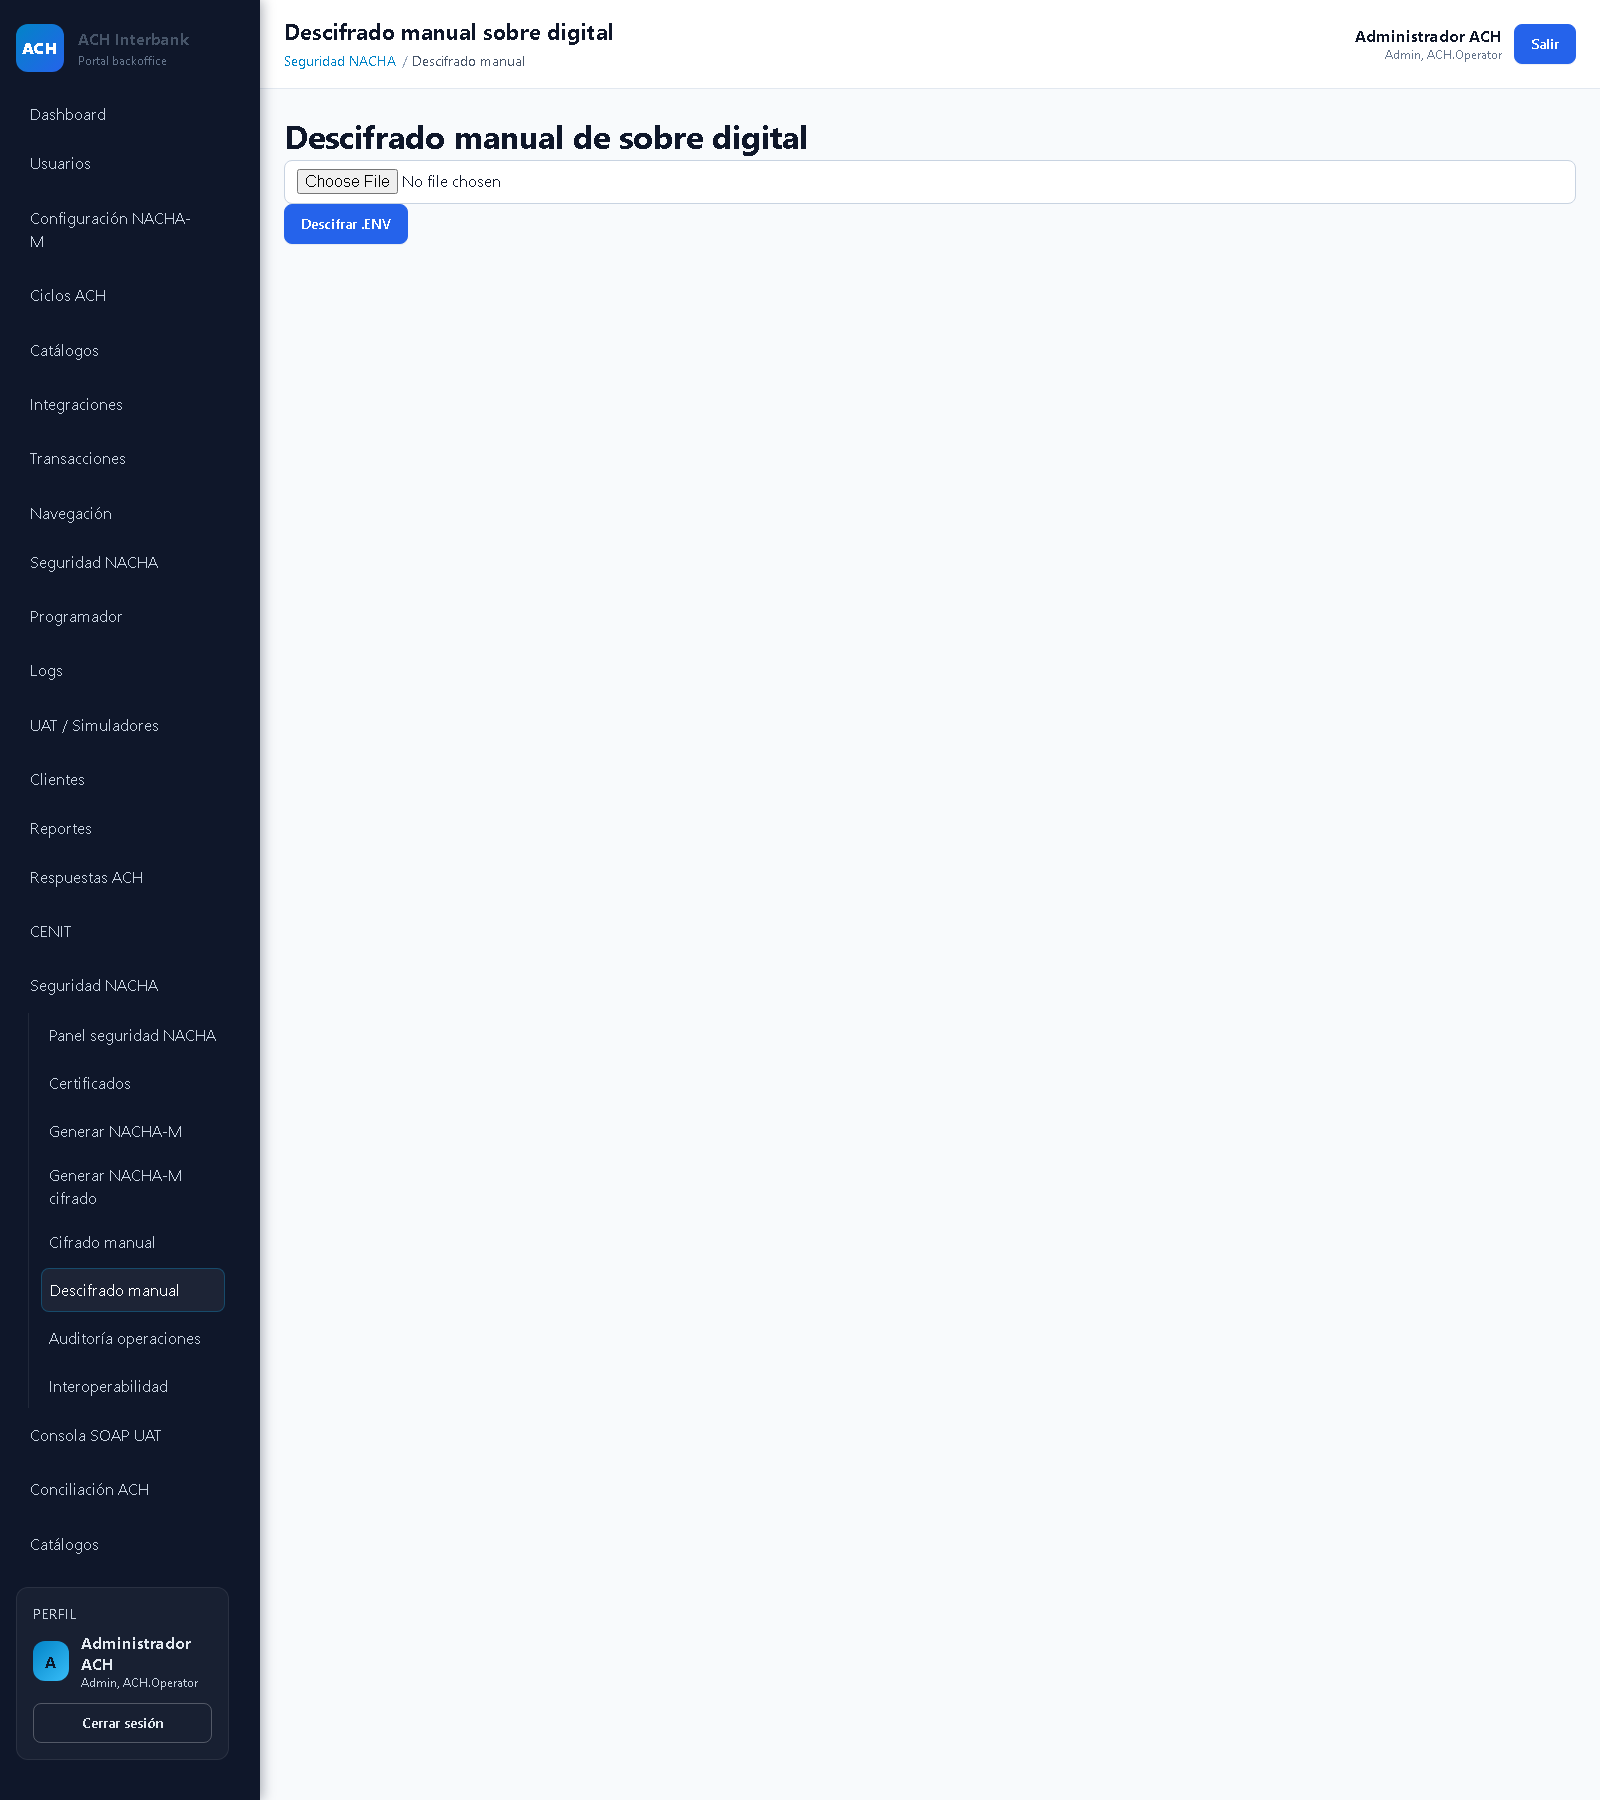 ACH
ACH Interbank
Portal backoffice
Dashboard
Usuarios
Configuración NACHA-
M
Ciclos ACH
Catálogos
Integraciones
Transacciones
Navegación
Seguridad NACHA
Programador
Logs
UAT / Simuladores
Clientes
Reportes
Respuestas ACH
CENIT
Seguridad NACHA
Panel seguridad NACHA
Certificados
Generar NACHA-M
Generar NACHA-M
cifrado
Cifrado manual
Descifrado manual
Auditoría operaciones
Interoperabilidad
Consola SOAP UAT
Conciliación ACH
Catálogos
PERFIL
A
Administrador
ACH
Admin, ACH.Operator
Cerrar sesión
Descifrado manual sobre digital
Seguridad NACHA / Descifrado manual
Administrador ACH
Admin, ACH.Operator
Salir
Descifrado manual de sobre digital
Choose File No file chosen
Descifrar .ENV